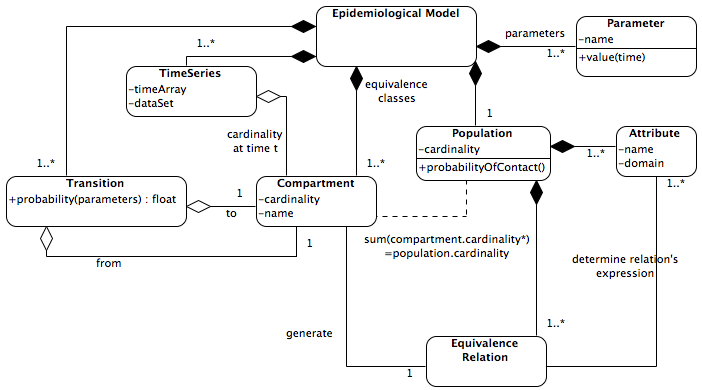 Epidemiological Model
Parameter
-name
+value(time)
parameters
1..*
1..*
TimeSeries
-timeArray
-dataSet
equivalence
classes
1
Population
-cardinality
+probabilityOfContact()
1..*
Attribute
-name
-domain
1..*
cardinality
at time t
1..*
1..*
Transition
+probability(parameters) : float
1
to
Compartment
-cardinality
-name
1
from
sum(compartment.cardinality*)
=population.cardinality
determine relation's
expression
generate
1..*
1
Equivalence
Relation